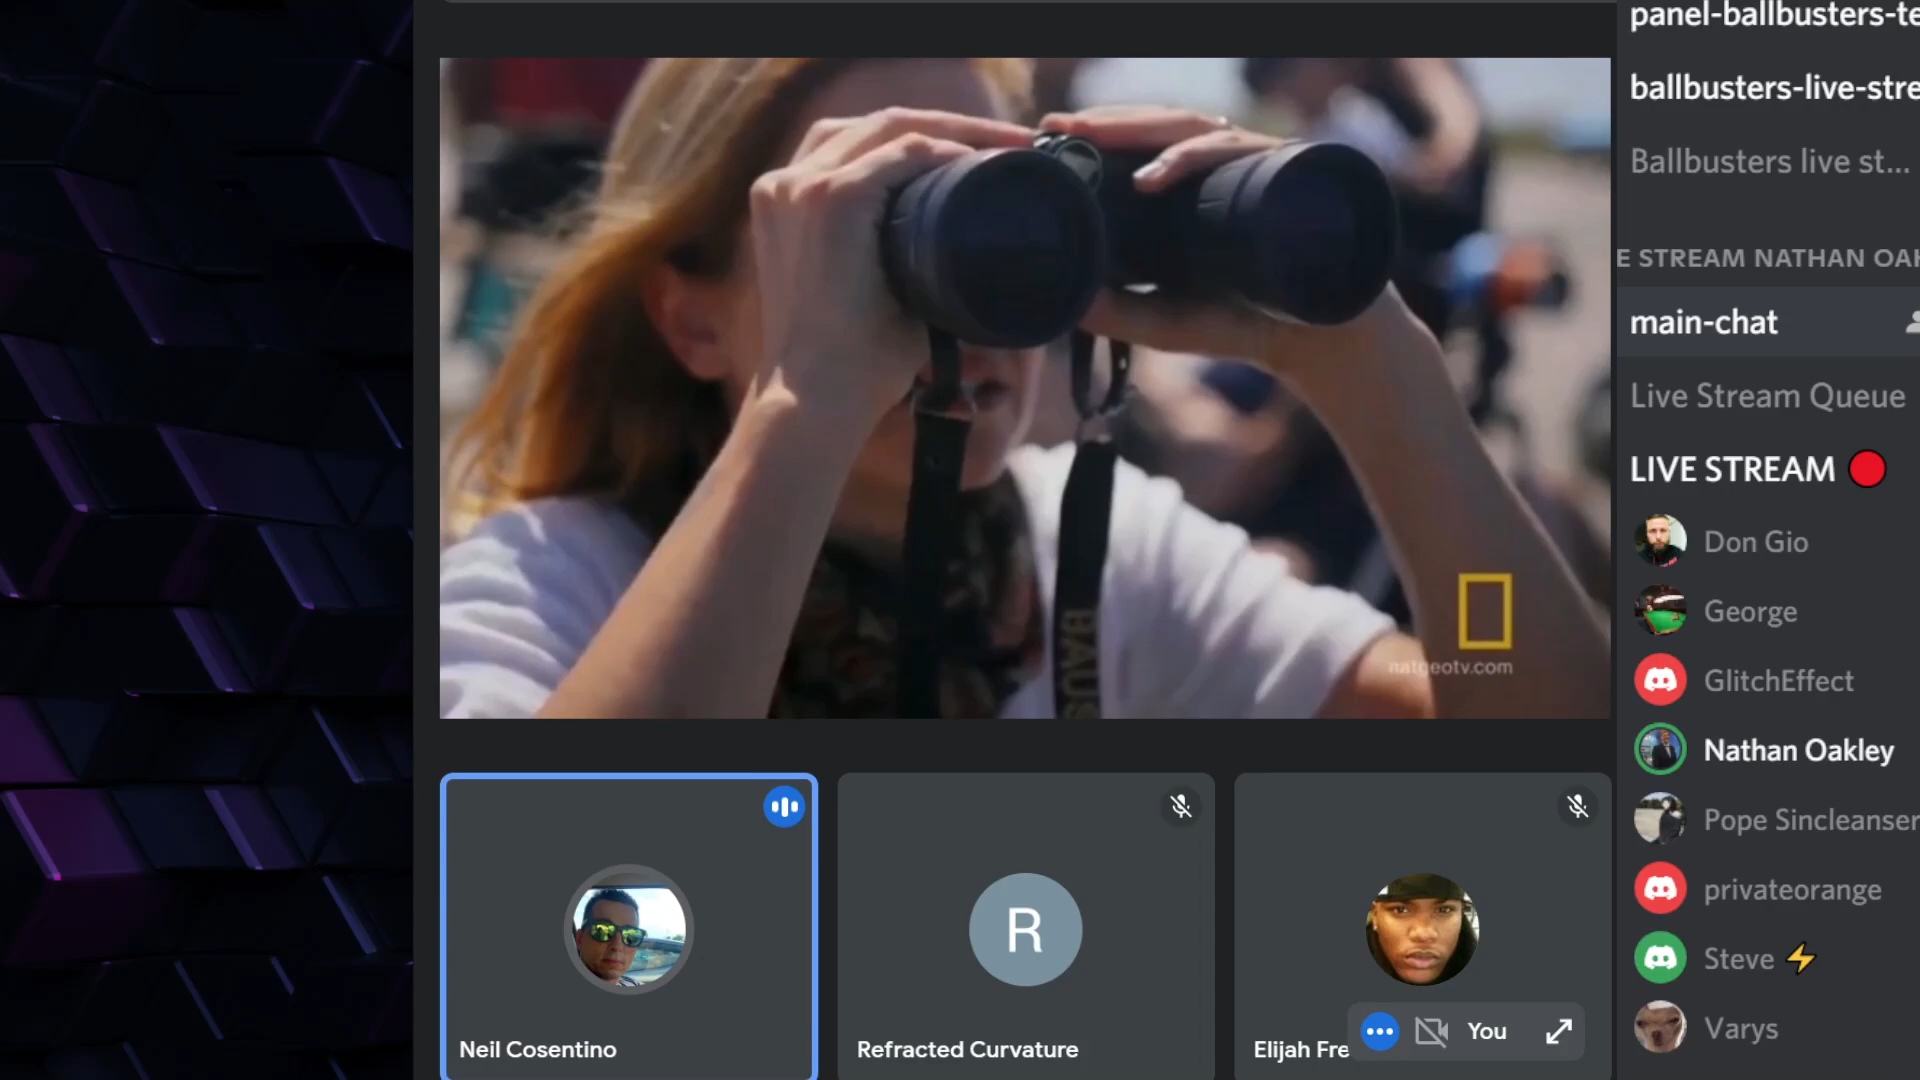 panel-ballbusters-te
ballbusters-live-stre
Ballbusters live st...
E STREAM NATHAN OAK
main-chat
Live Stream Queue
LIVE STREAM
Don Gio
George
GlitchEffect
Nathan Oakley
Pope Sincleanser
privateorange
Steve
Varys
BAUS
natgeotv.com
R
Neil Cosentino
Refracted Curvature
Elijah Fre
You